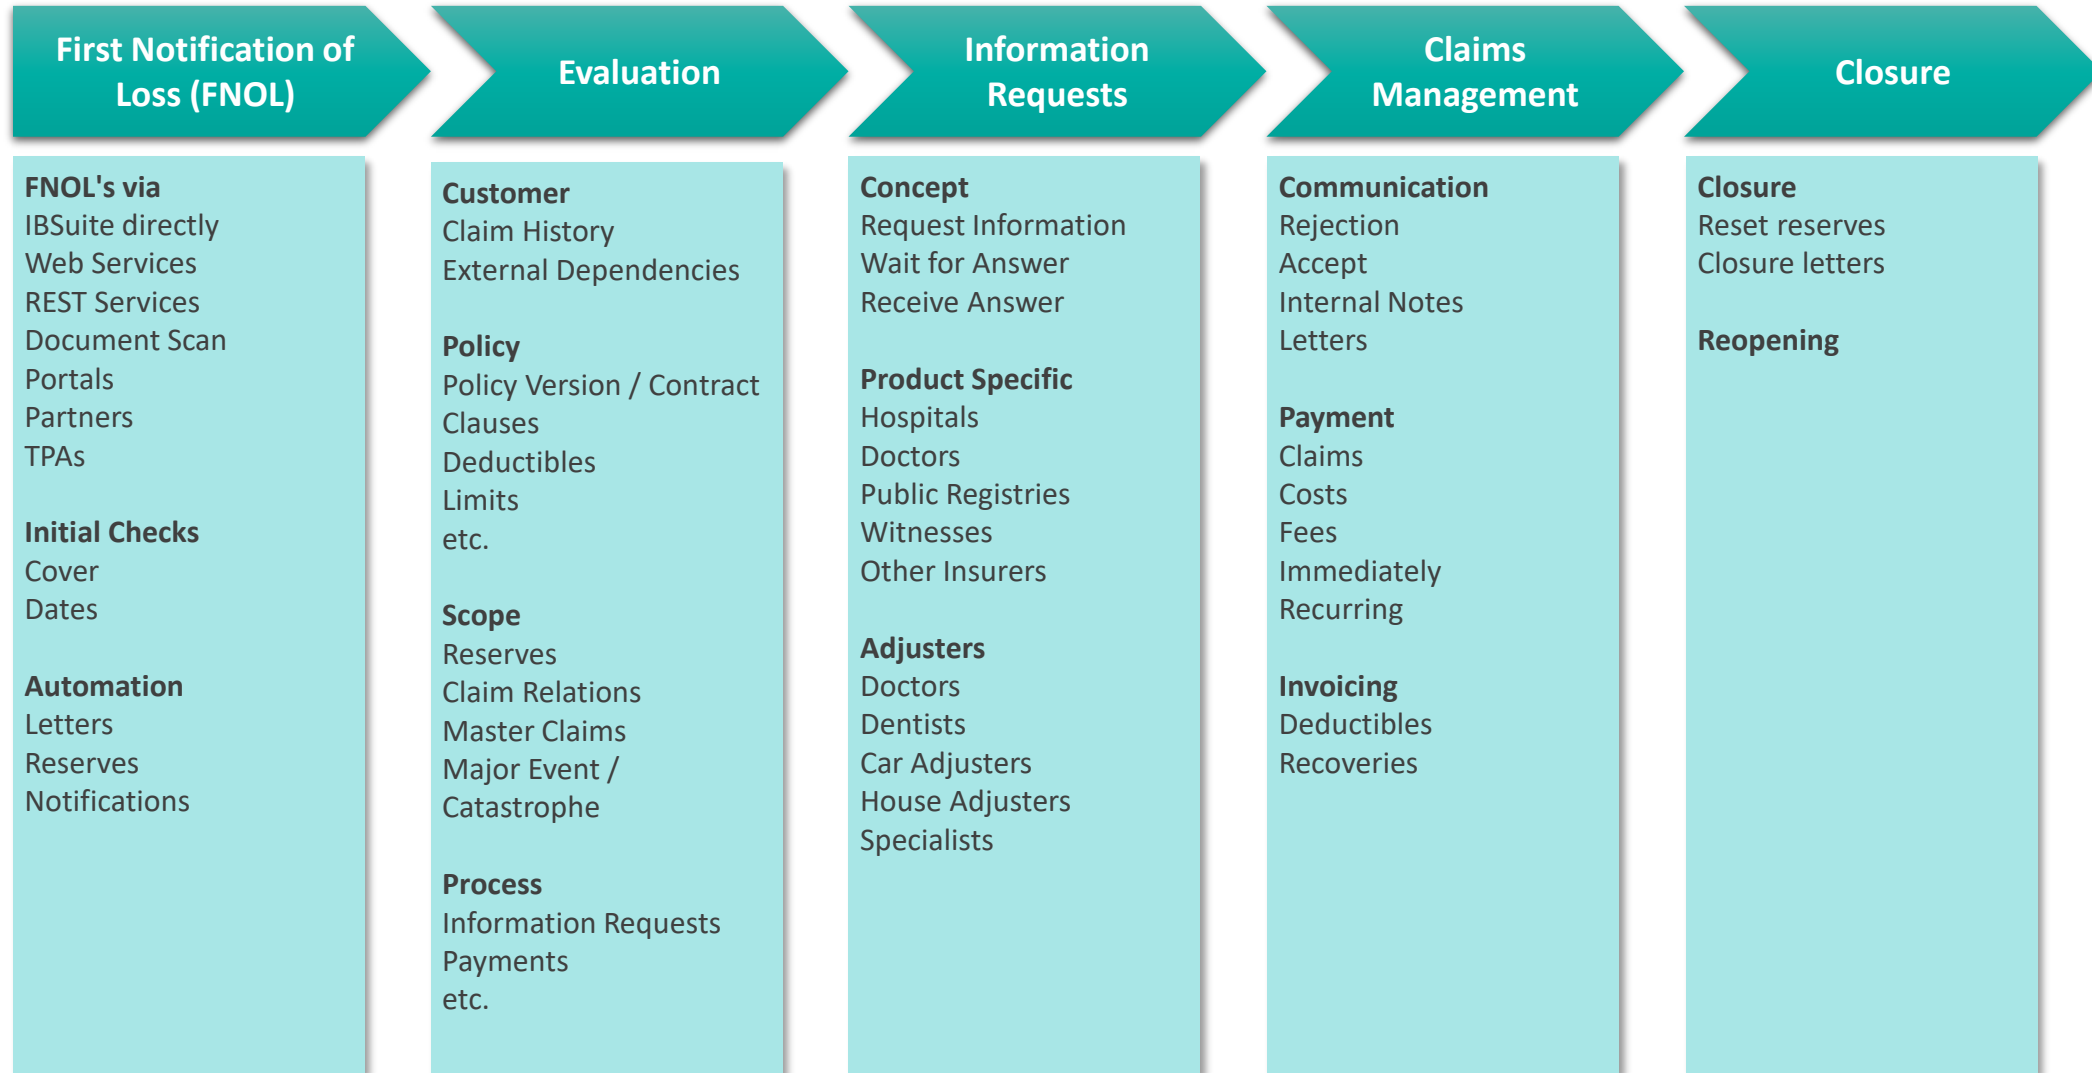 First Notification of
Loss (FNOL)
Evaluation
Information
Requests
Claims
Management
Closure
FNOL's via
IBSuite directly
Web Services
REST Services
Document Scan
Portals
Partners
TPAs
Initial Checks
Cover
Dates
Automation
Letters
Reserves
Notifications
Customer
Claim History
External Dependencies
Policy
Policy Version / Contract
Clauses
Deductibles
Limits
etc.
Scope
Reserves
Claim Relations
Master Claims
Major Event /
Catastrophe
Process
Information Requests
Payments
etc.
Concept
Request Information
Wait for Answer
Receive Answer
Product Specific
Hospitals
Doctors
Public Registries
Witnesses
Other Insurers
Adjusters
Doctors
Dentists
Car Adjusters
House Adjusters
Specialists
Communication
Rejection
Accept
Internal Notes
Letters
Payment
Claims
Costs
Fees
Immediately
Recurring
Invoicing
Deductibles
Recoveries
Closure
Reset reserves
Closure letters
Reopening